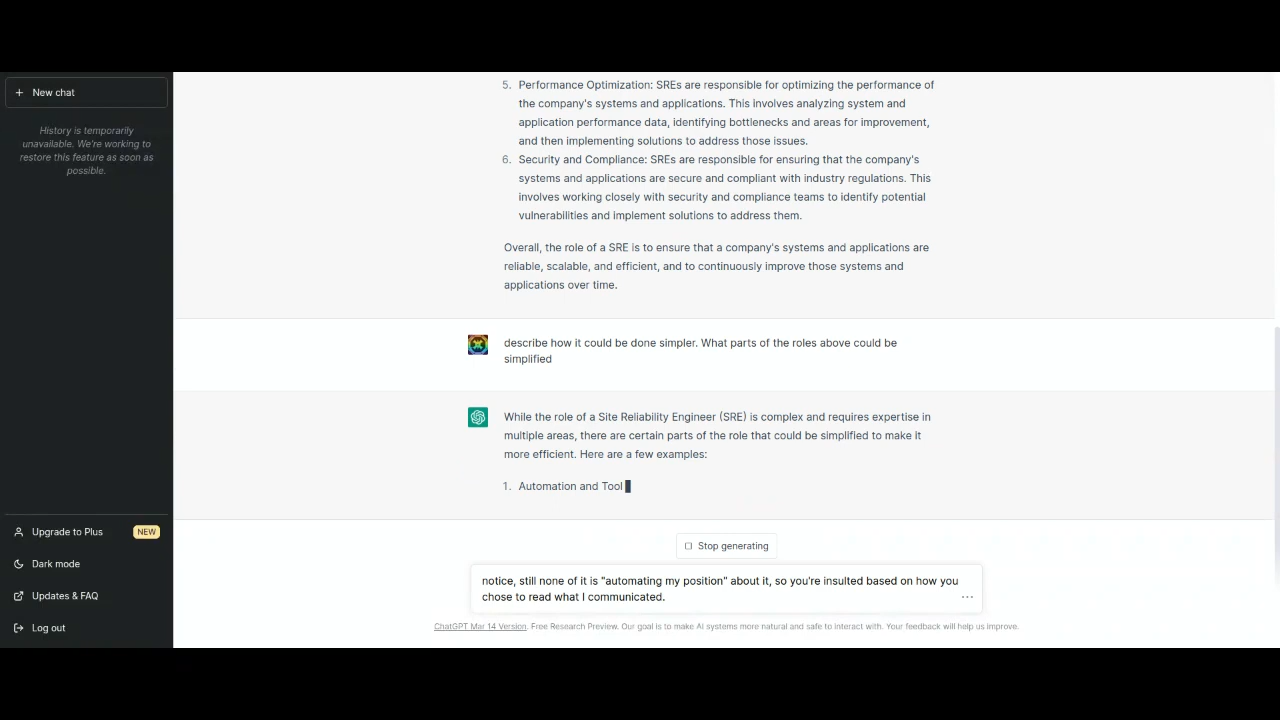 New chat
History is temporarily
unavailable. We're working to
restore this feature as soon as
possible.
5. Performance Optimization: SREs are responsible for optimizing the performance of
the company's systems and applications. This involves analyzing system and
application performance data, identifying bottlenecks and areas for improvement,
and then implementing solutions to address those issues.
6. Security and Compliance: SREs are responsible for ensuring that the company's
systems and applications are secure and compliant with industry regulations. This
involves working closely with security and compliance teams to identify potential
vulnerabilities and implement solutions to address them.
Overall, the role of a SRE is to ensure that a company's systems and applications are
reliable, scalable, and efficient, and to continuously improve those systems and
applications over time.
describe how it could be done simpler. What parts of the roles above could be
simplified
While the role of a Site Reliability Engineer (SRE) is complex and requires expertise in
multiple areas, there are certain parts of the role that could be simplified to make it
more efficient. Here are a few examples:
1. Automation and Tool
Upgrade to Plus NEW
Dark mode
Updates & FAQ
Log out
Stop generating
notice, still none of it is "automating my position" about it, so you're insulted based on how you
chose to read what I communicated.
ChatGPT Mar 14 Version. Free Research Preview. Our goal is to make AI systems more natural and safe to interact with. Your feedback will help us improve.